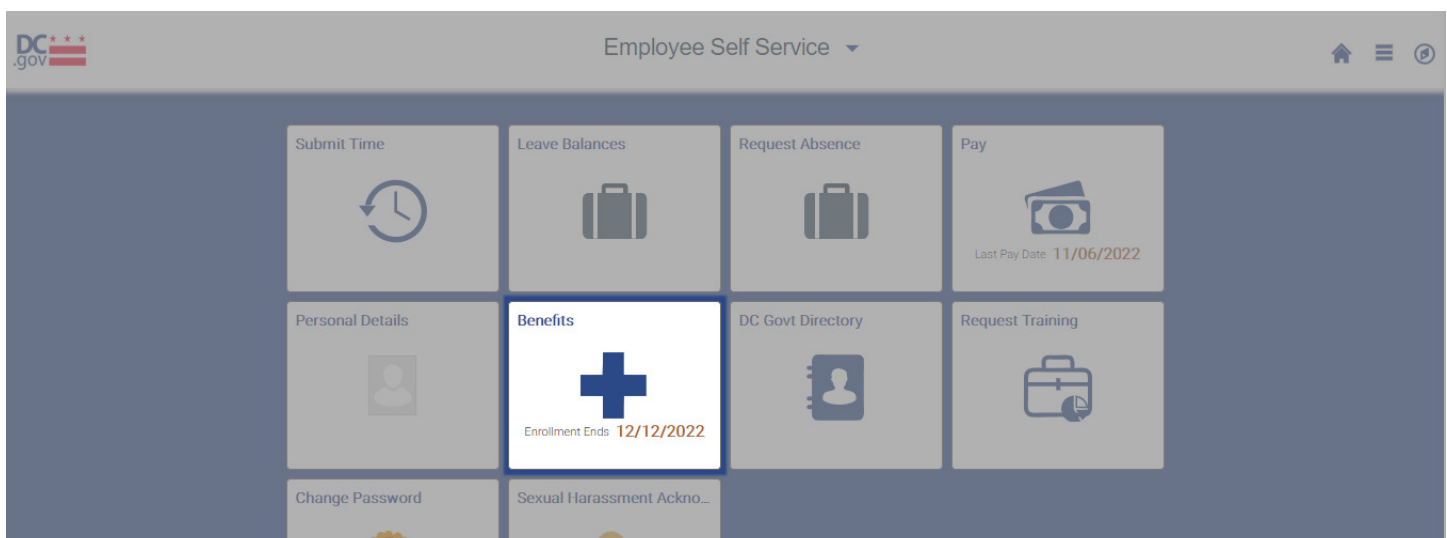 DC
.gov
Employee Self Service
Submit Time
Leave Balances
Request Absence
Pay
Last Pay Date 11/06/2022
Personal Details
Benefits
Enrollment Ends 12/12/2022
DC Govt Directory
Request Training
Change Password
Sexual Harassment Ackno...